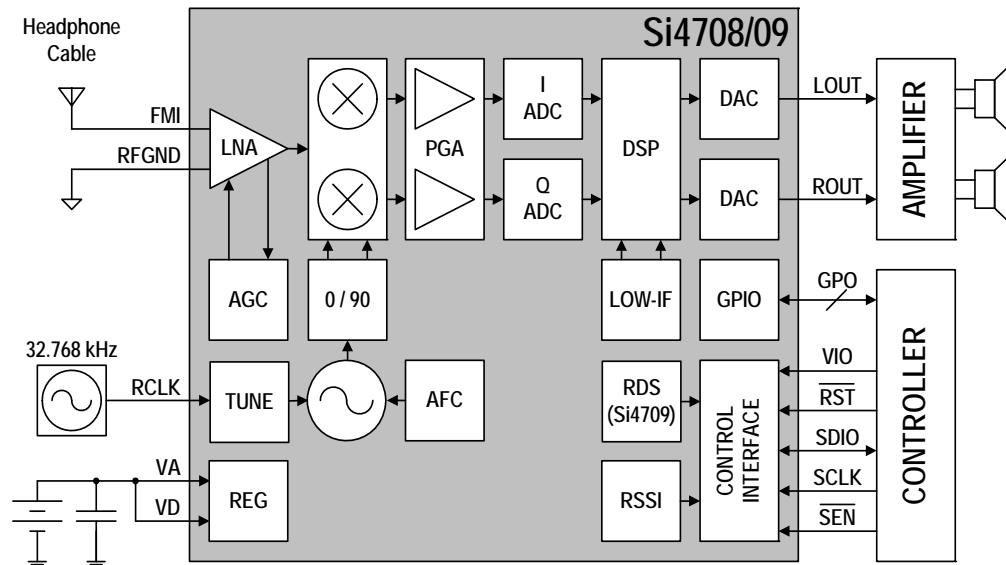 Headphone
Cable
Si4708/09
FMI
RFGND
LNA
PGA
I
ADC
Q
ADC
DSP
DAC
DAC
LOUT
ROUT
AMPLIFIER
AGC
0 / 90
LOW-IF
GPIO
GPO
32.768 kHz
RCLK
TUNE
AFC
RDS
(Si4709)
CONTROL
INTERFACE
VIO
RST
SDIO
SCLK
SEN
CONTROLLER
VA
VD
REG
RSSI